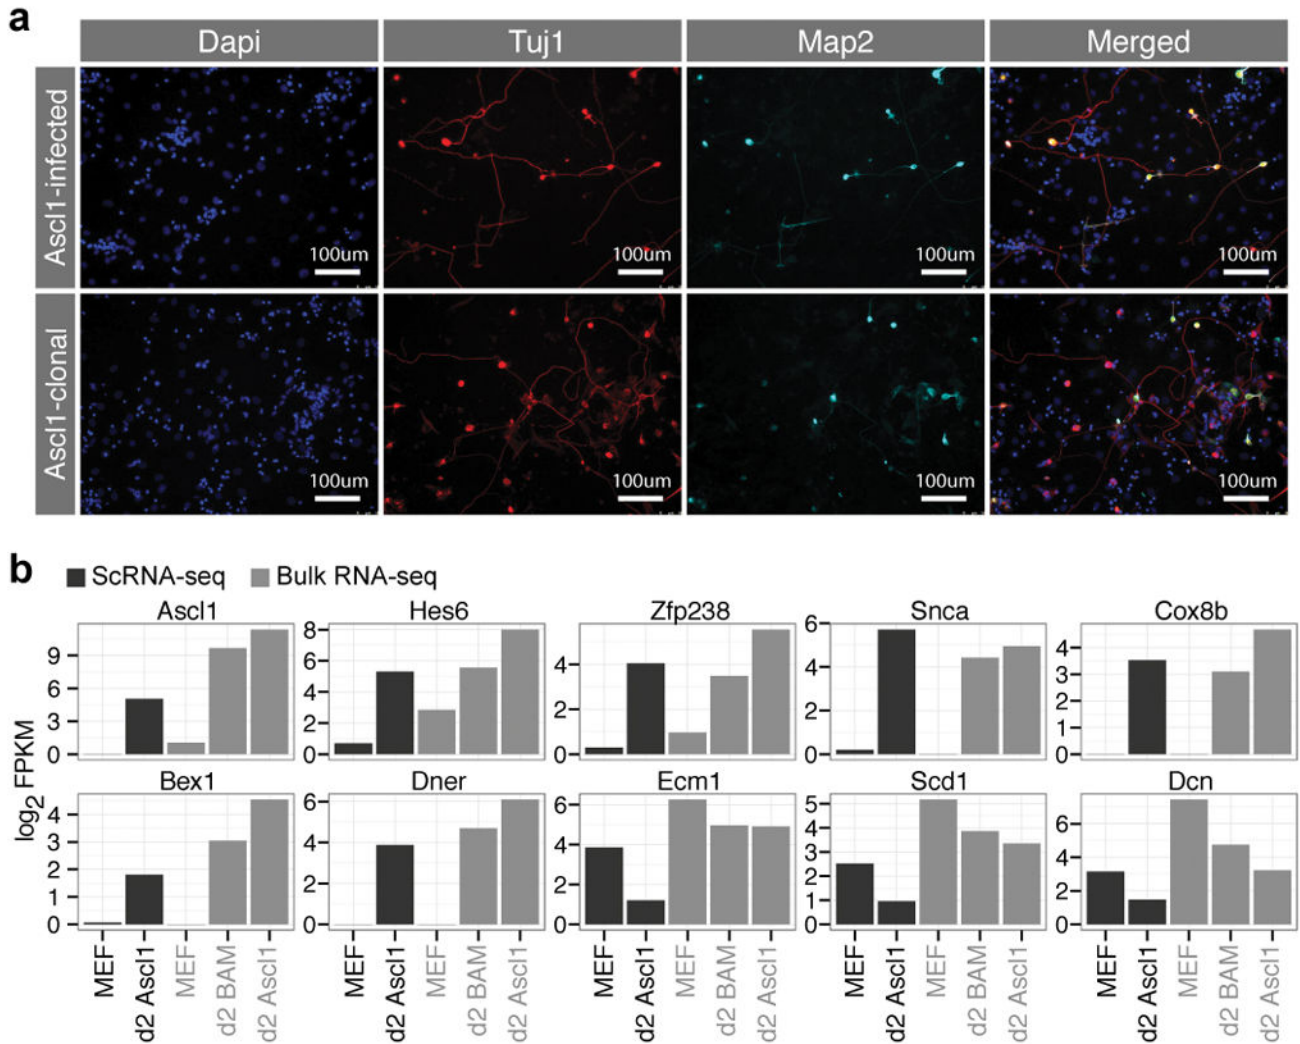 a
Dapi Tuj1 Map2 Merged
Ascl1-infected
100um 100um 100um 100um
Ascl1-clonal
100um 100um 100um 100um
b
ScRNA-seq Bulk RNA-seq
Ascl1 Hes6 Zfp238 Snca Cox8b
9 6 3 0
8 6 4 2 0
4 2 0
6 4 2 0
4 3 2 1 0
log2 FPKM
Bex1 Dner Ecm1 Scd1 Dcn
4 3 2 1 0
6 4 2 0
6 4 2 0
5 4 3 2 1 0
6 4 2 0
MEF d2 Ascl1 MEF d2 BAM d2 Ascl1
MEF d2 Ascl1 MEF d2 BAM d2 Ascl1
MEF d2 Ascl1 MEF d2 BAM d2 Ascl1
MEF d2 Ascl1 MEF d2 BAM d2 Ascl1
MEF d2 Ascl1 MEF d2 BAM d2 Ascl1